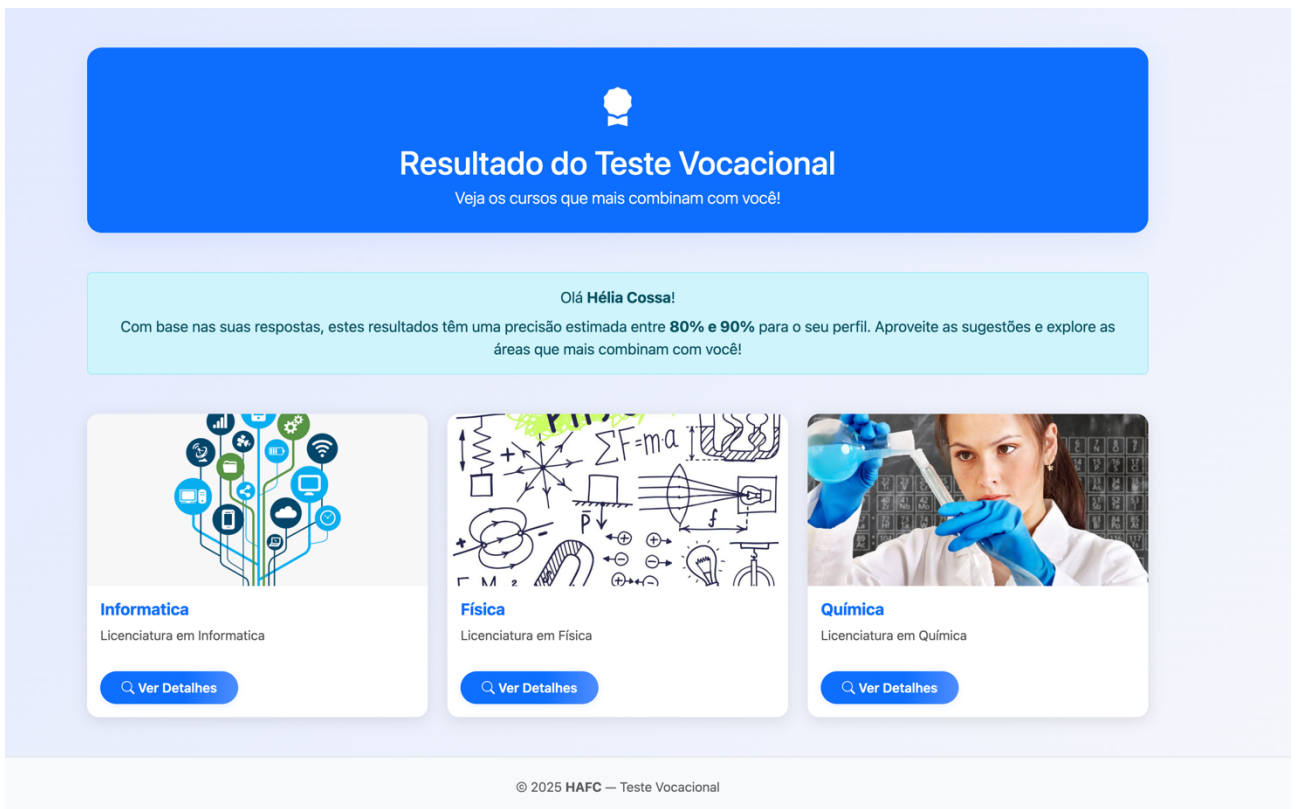 Resultado do Teste Vocacional
Veja os cursos que mais combinam com você!
Olá Hélia Cossa!
Com base nas suas respostas, estes resultados têm uma precisão estimada entre 80% e 90% para o seu perfil. Aproveite as sugestões e explore as
áreas que mais combinam com você!
ΣF=ma
P
f
Informatica
Física
Química
Licenciatura em Informatica
Licenciatura em Física
Licenciatura em Química
Ver Detalhes
Ver Detalhes
Ver Detalhes
© 2025 HAFC — Teste Vocacional